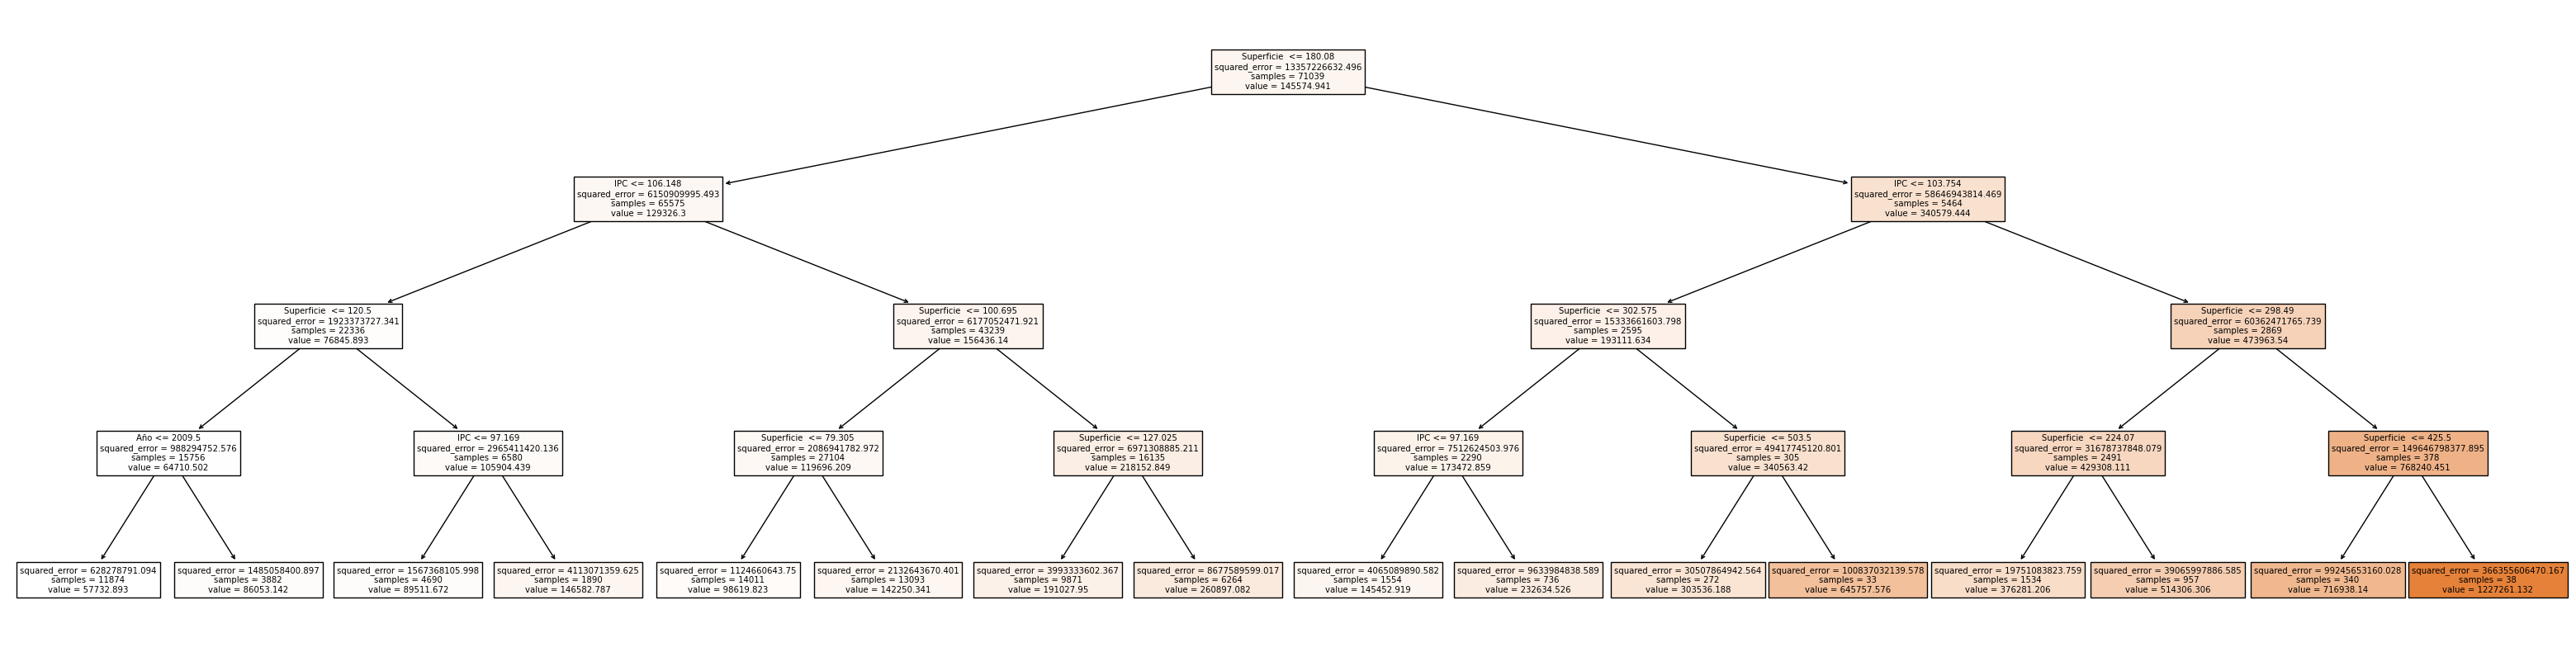 Superficie <= 180.08
squared_error = 13357226632.496
samples = 71039
value = 145574.941
IPC <= 106.148
squared_error = 6150909995.493
samples = 65575
value = 129326.3
IPC <= 103.754
squared_error = 58646943814.469
samples = 5464
value = 340579.444
Superficie <= 120.5
squared_error = 1923373727.341
samples = 22336
value = 76845.893
Superficie <= 100.695
squared_error = 6177052471.921
samples = 43239
value = 156436.14
Superficie <= 302.575
squared_error = 15333661603.798
samples = 2595
value = 193111.634
Superficie <= 298.49
squared_error = 60362471765.739
samples = 2869
value = 473963.54
Año <= 2009.5
squared_error = 988294752.576
samples = 15756
value = 64710.502
IPC <= 97.169
squared_error = 2965411420.136
samples = 6580
value = 105904.439
Superficie <= 79.305
squared_error = 2086941782.972
samples = 27104
value = 119696.209
Superficie <= 127.025
squared_error = 6971308885.211
samples = 16135
value = 218152.849
IPC <= 97.169
squared_error = 7512624503.976
samples = 2290
value = 173472.859
Superficie <= 503.5
squared_error = 49417745120.801
samples = 305
value = 340563.42
Superficie <= 224.07
squared_error = 31678737848.079
samples = 2491
value = 429308.111
Superficie <= 425.5
squared_error = 149646798377.895
samples = 378
value = 768240.451
squared_error = 628278791.094
samples = 11874
value = 57732.893
squared_error = 1485058400.897
samples = 3882
value = 86053.142
squared_error = 1567368105.998
samples = 4690
value = 89511.672
squared_error = 4113071359.625
samples = 1890
value = 146582.787
squared_error = 1124660643.75
samples = 14011
value = 98619.823
squared_error = 2132643670.401
samples = 13093
value = 142250.341
squared_error = 3993333602.367
samples = 9871
value = 191027.95
squared_error = 8677589599.017
samples = 6264
value = 260897.082
squared_error = 4065089890.582
samples = 1554
value = 145452.919
squared_error = 9633984838.589
samples = 736
value = 232634.526
squared_error = 30507864942.564
samples = 272
value = 303536.188
squared_error = 100837032139.578
samples = 33
value = 645757.576
squared_error = 19751083823.759
samples = 1534
value = 376281.206
squared_error = 39065997886.585
samples = 957
value = 514306.306
squared_error = 99245653160.028
samples = 340
value = 716938.14
squared_error = 366355606470.167
samples = 38
value = 1227261.132